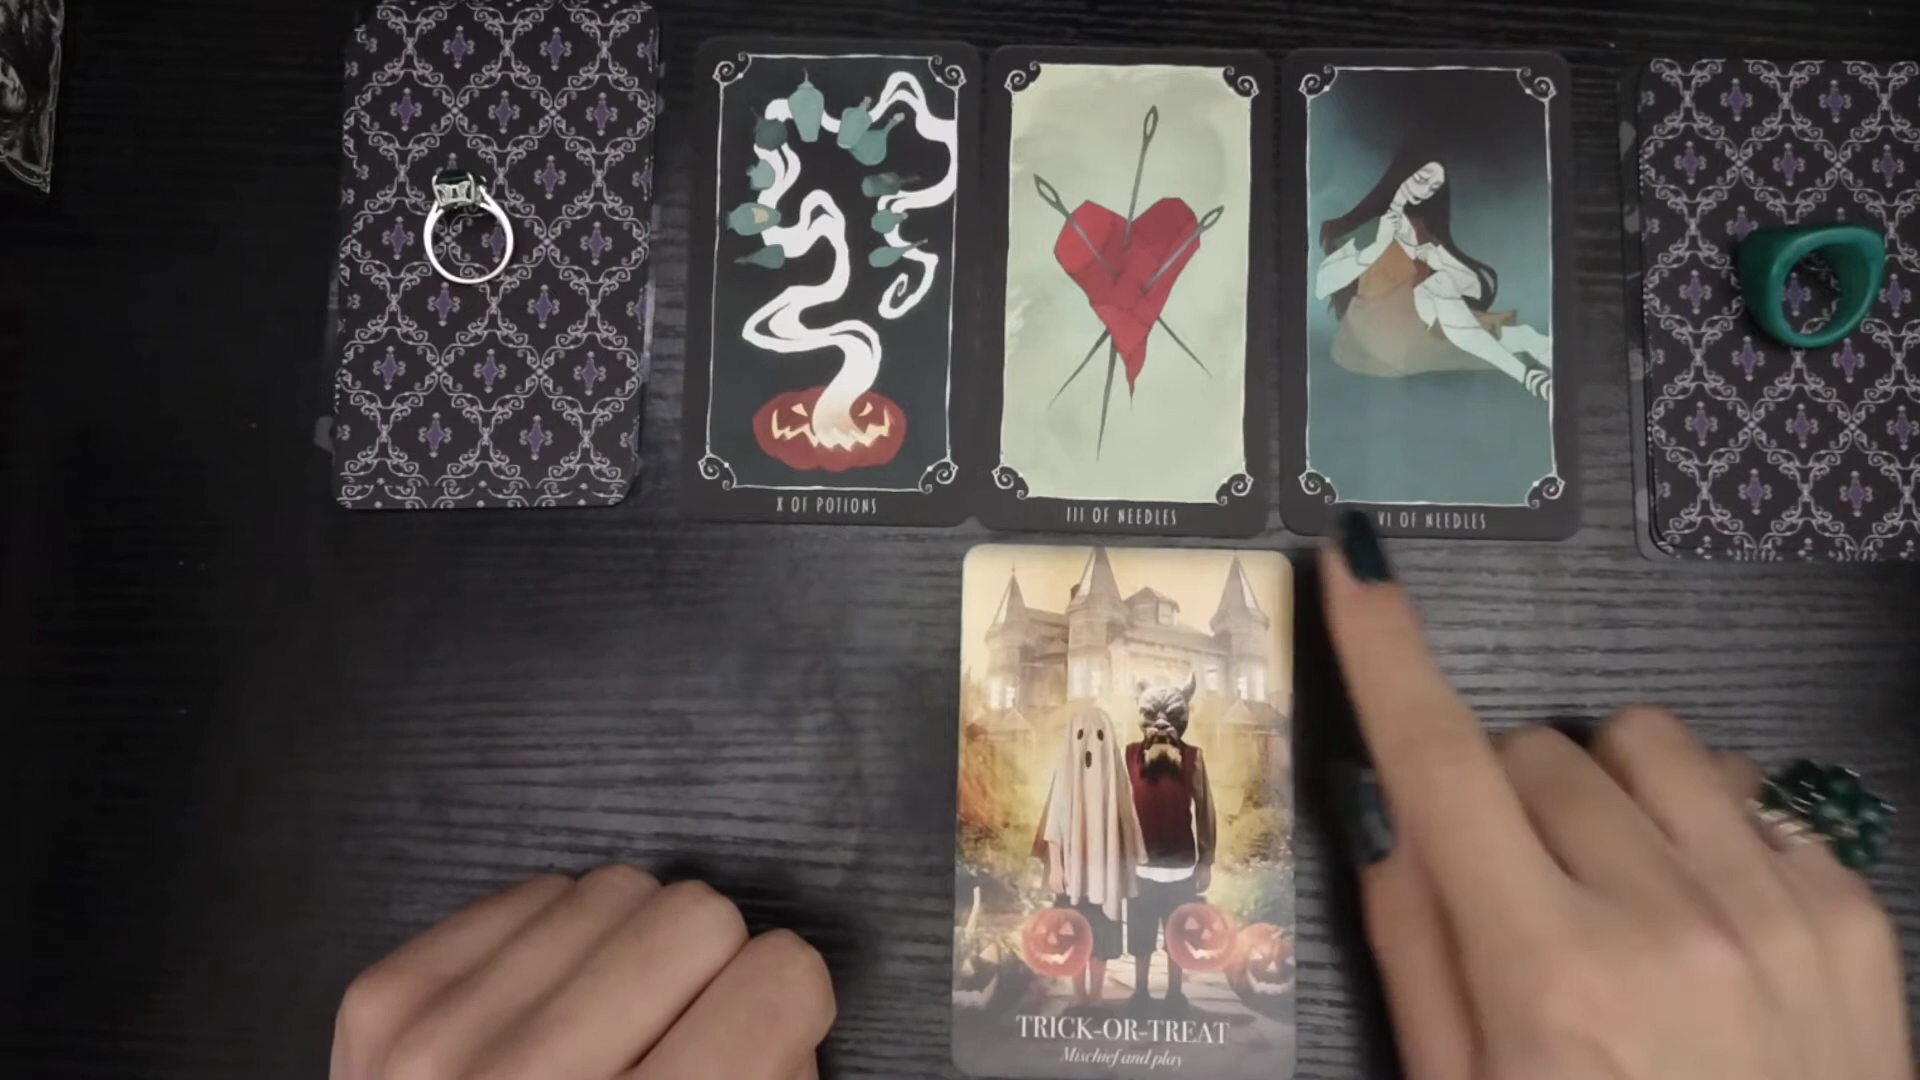 X OF POTIONS
III OF NEEDLES
VI OF NEEDLES
TRICK-OR-TREAT
Mischief and play